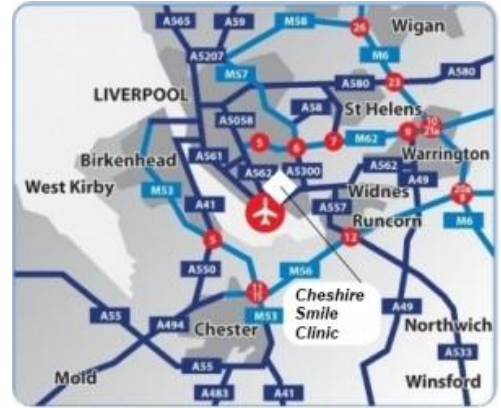 A565
A59
M58
26
Wigan
A5207
M6
M57
A580
23
A580
LIVERPOOL
A58
St Helens
A5058
10
21a
5
6
7
M62
9
Birkenhead
A561
Warrington
West Kirby
A562
A5300
A562
A49
M53
Widnes
20a
A41
A557
Runcorn
M6
5
12
A550
M56
11
15
Cheshire
Smile
Clinic
A55
A494
M53
A49
Chester
Northwich
A55
A533
Mold
Winsford
A483
A41